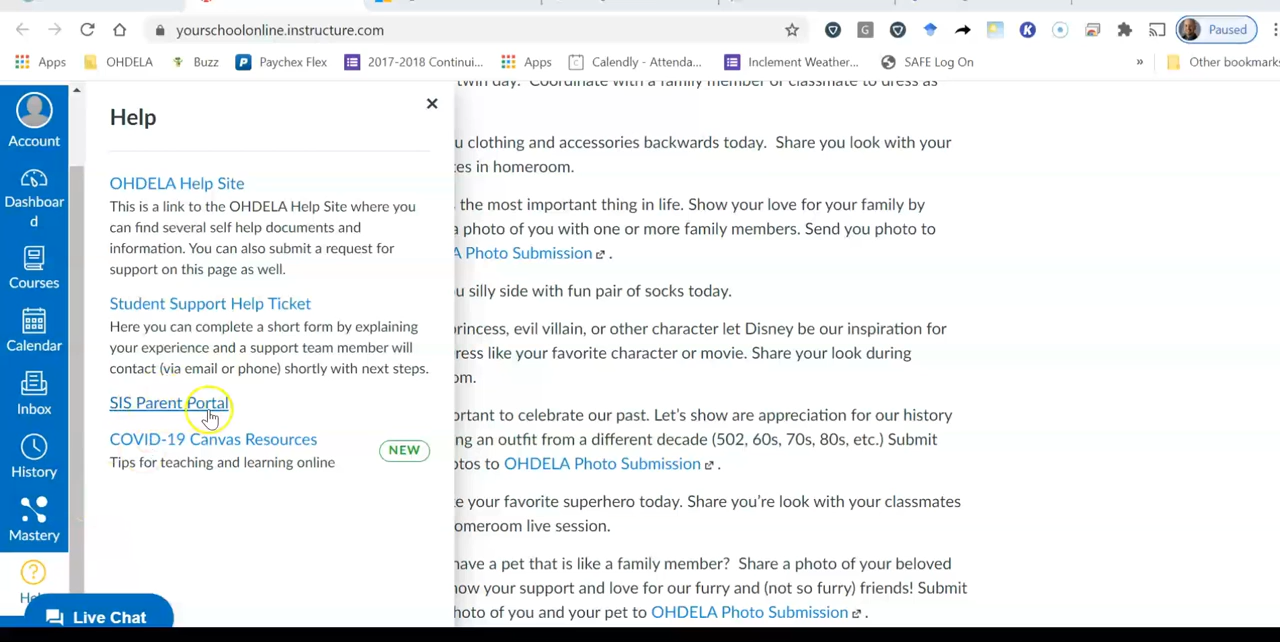 yourschoolonline.instructure.com
Paused
Apps OHDELA Buzz Paychex Flex 2017-2018 Continui... Apps Calendly - Attenda... Inclement Weather... SAFE Log On » Other bookmarks
Account
Dashboar
d
Courses
Calendar
Inbox
History
Mastery
Live Chat
Help
OHDELA Help Site
This is a link to the OHDELA Help Site where you
can find several self help documents and
information. You can also submit a request for
support on this page as well.
Student Support Help Ticket
Here you can complete a short form by explaining
your experience and a support team member will
contact (via email or phone) shortly with next steps.
SIS Parent Portal
COVID-19 Canvas Resources
NEW
Tips for teaching and learning online
twin day. Coordinate with a family member or classmate to dress as
u clothing and accessories backwards today. Share you look with your
tes in homeroom.
the most important thing in life. Show your love for your family by
a photo of you with one or more family members. Send you photo to
A Photo Submission .
u silly side with fun pair of socks today.
princess, evil villain, or other character let Disney be our inspiration for
ress like your favorite character or movie. Share your look during
om.
ortant to celebrate our past. Let's show are appreciation for our history
ng an outfit from a different decade (502, 60s, 70s, 80s, etc.) Submit
otos to OHDELA Photo Submission .
e your favorite superhero today. Share you're look with your classmates
omeroom live session.
have a pet that is like a family member? Share a photo of your beloved
how your support and love for our furry and (not so furry) friends! Submit
hoto of you and your pet to OHDELA Photo Submission .